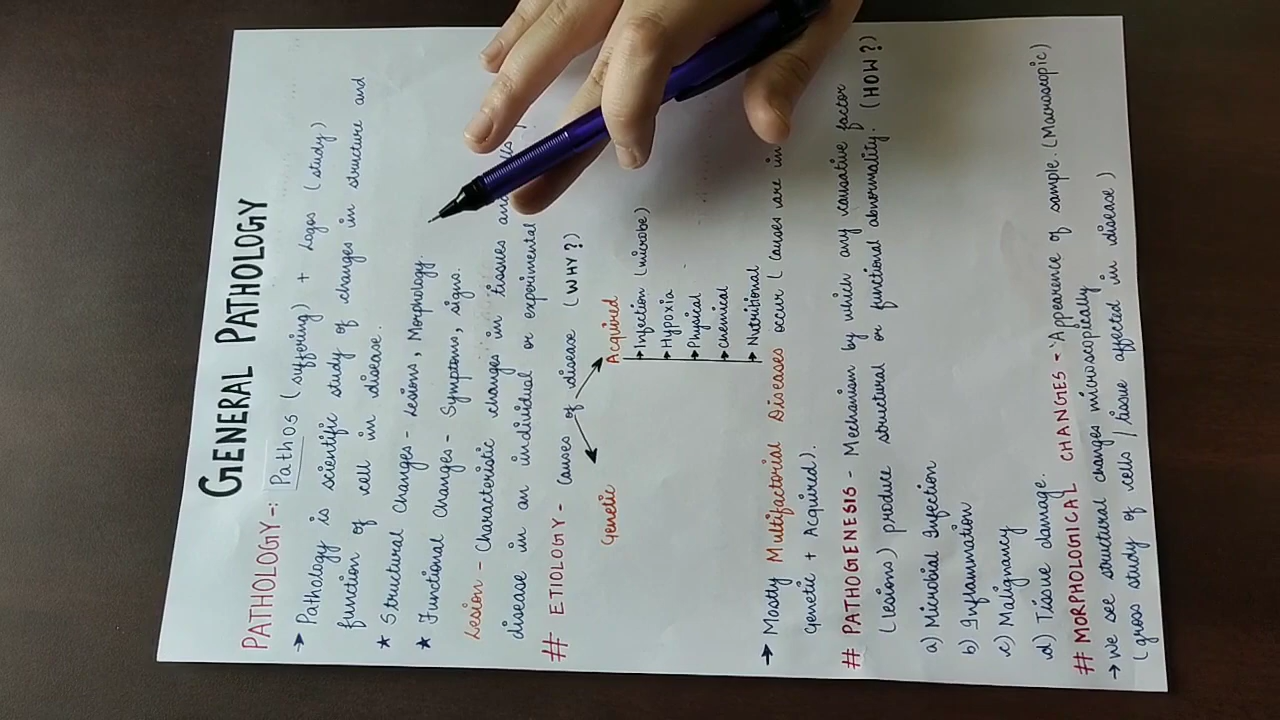 GENERAL PATHOLOGY
PATHOLOGY-: Pathos (suffering) + Logos (study)
→ Pathology is scientific study of changes in structure and
function of cell in disease.
★ Structural Changes - Lesions, Morphology
★ Functional Changes - Symptoms, signs.
Lesion - Characteristic changes in tissues and
disease in an individual or experimental
# ETIOLOGY - Causes of disease (WHY?)
Genetic Acquired
→ Infection (microbe)
→ Hypoxia
→ Physical
→ chemical
→ Nutritional
→ Mostly Multifactorial Diseases occur (causes are in
Genetic + Acquired).
# PATHOGENESIS - Mechanism by which any causative factor
(lesions) produce structural or functional abnormality. (HOW?)
a) Microbial Infection
b) Inflammation
c) Malignancy
d) Tissue damage.
# MORPHOLOGICAL CHANGES - Apparence of sample. (Macroscopic)
→ We see structural changes microscopically
(gross study of cells / tissue affected in disease)